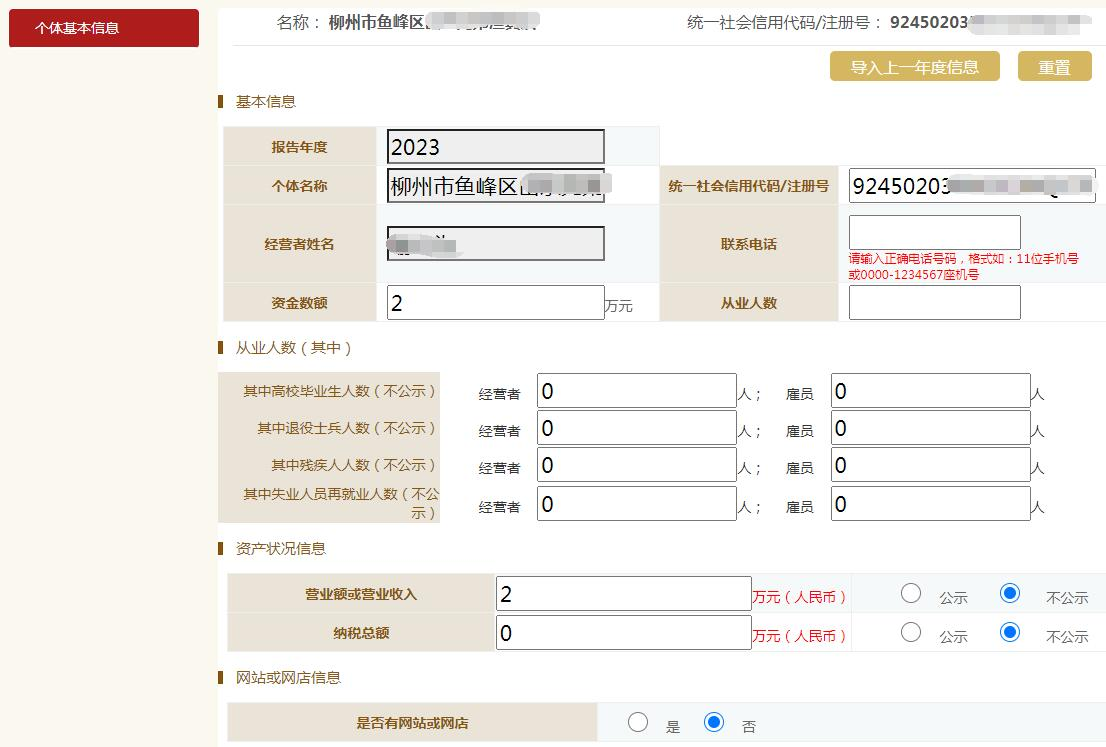 个体基本信息
名称： 柳州市鱼峰区
统一社会信用代码/注册号： 92450203
导入上一年度信息 重置
基本信息
报告年度 2023
个体名称 柳州市鱼峰区 统一社会信用代码/注册号 92450203
经营者姓名 联系电话
请输入正确电话号码，格式如：11位手机号
或0000-1234567座机号
资金数额 2 万元 从业人数
从业人数（其中）
其中高校毕业生人数（不公示） 经营者 0 人； 雇员 0 人
其中退役士兵人数（不公示） 经营者 0 人； 雇员 0 人
其中残疾人人数（不公示） 经营者 0 人； 雇员 0 人
其中失业人员再就业人数（不公
示） 经营者 0 人； 雇员 0 人
资产状况信息
营业额或营业收入 2 万元（人民币） 公示 不公示
纳税总额 0 万元（人民币） 公示 不公示
网站或网店信息
是否有网站或网店 是 否